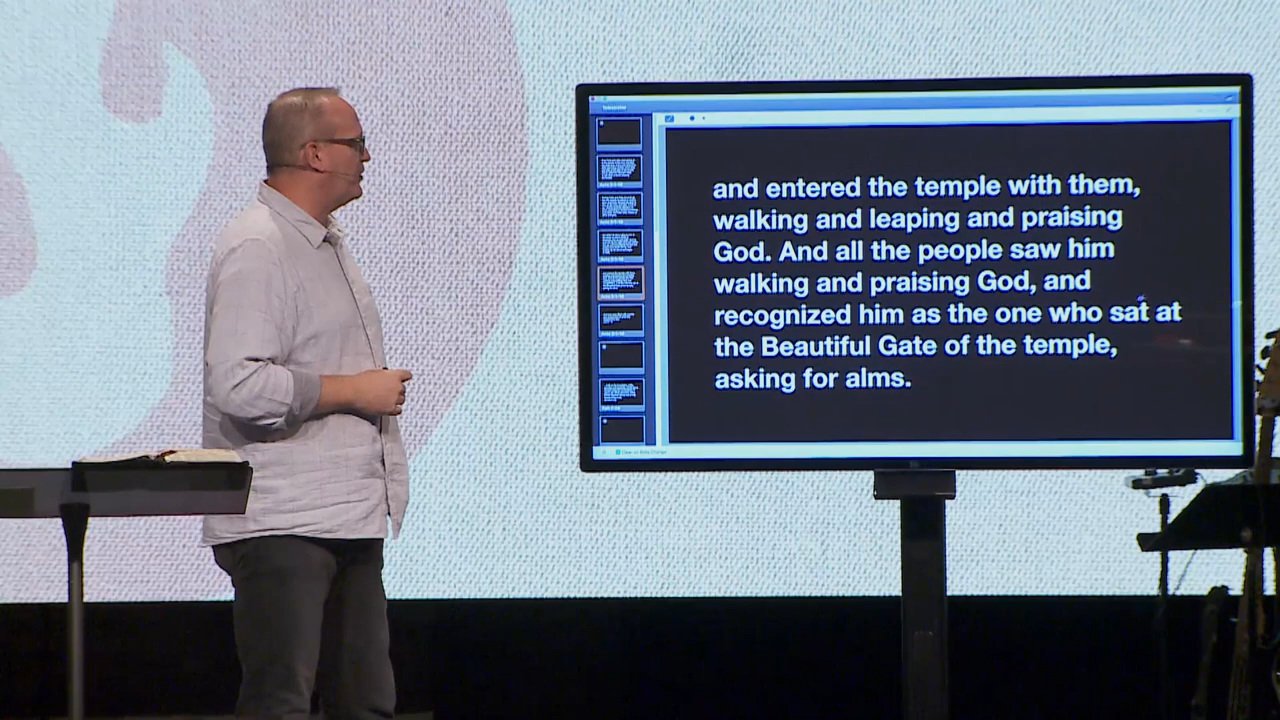 and entered the temple with them,
walking and leaping and praising
God. And all the people saw him
walking and praising God, and
recognized him as the one who sat at
the Beautiful Gate of the temple,
asking for alms.